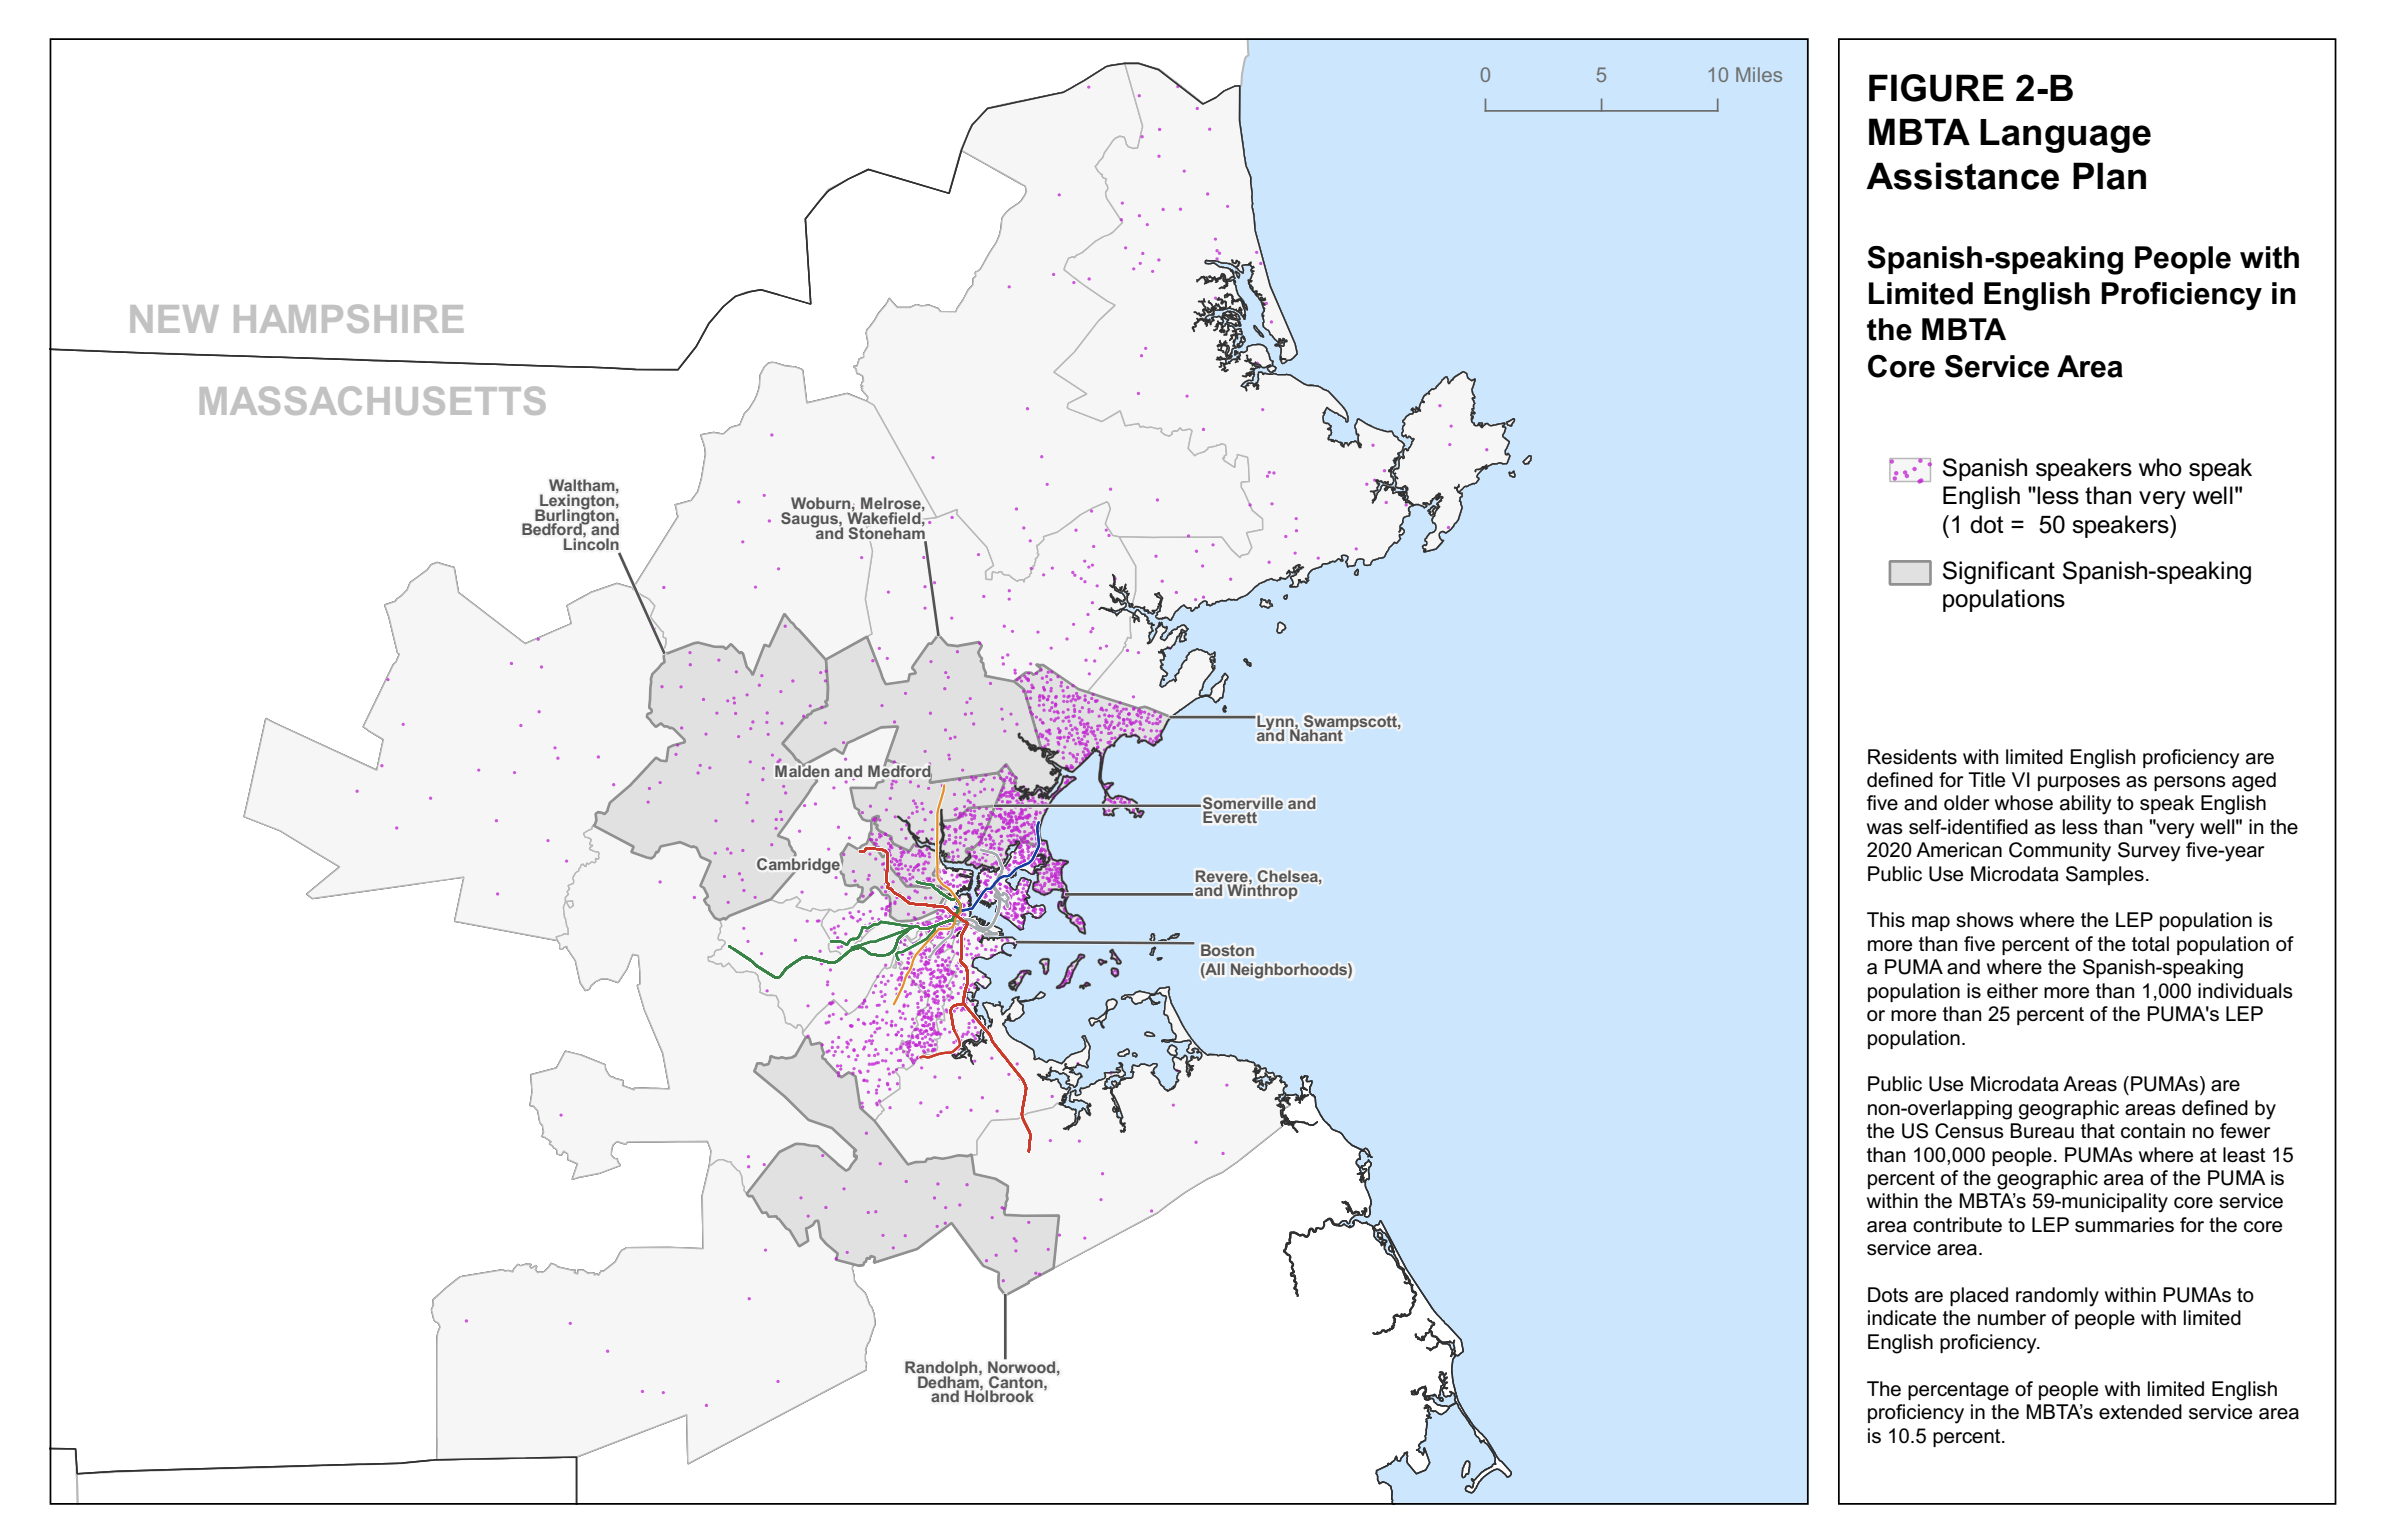 0 5 10 Miles
NEW HAMPSHIRE
MASSACHUSETTS
Waltham,
Lexington,
Burlington,
Bedford, and
Lincoln
Woburn, Melrose,
Saugus, Wakefield,
and Stoneham
Lynn, Swampscott,
and Nahant
Malden and Medford
Somerville and
Everett
Cambridge
Revere, Chelsea,
and Winthrop
Boston
(All Neighborhoods)
Randolph, Norwood,
Dedham, Canton,
and Holbrook
FIGURE 2-B
MBTA Language
Assistance Plan
Spanish-speaking People with
Limited English Proficiency in
the MBTA
Core Service Area
Spanish speakers who speak
English "less than very well"
(1 dot = 50 speakers)
Significant Spanish-speaking
populations
Residents with limited English proficiency are
defined for Title VI purposes as persons aged
five and older whose ability to speak English
was self-identified as less than "very well" in the
2020 American Community Survey five-year
Public Use Microdata Samples.
This map shows where the LEP population is
more than five percent of the total population of
a PUMA and where the Spanish-speaking
population is either more than 1,000 individuals
or more than 25 percent of the PUMA's LEP
population.
Public Use Microdata Areas (PUMAs) are
non-overlapping geographic areas defined by
the US Census Bureau that contain no fewer
than 100,000 people. PUMAs where at least 15
percent of the geographic area of the PUMA is
within the MBTA’s 59-municipality core service
area contribute to LEP summaries for the core
service area.
Dots are placed randomly within PUMAs to
indicate the number of people with limited
English proficiency.
The percentage of people with limited English
proficiency in the MBTA’s extended service area
is 10.5 percent.